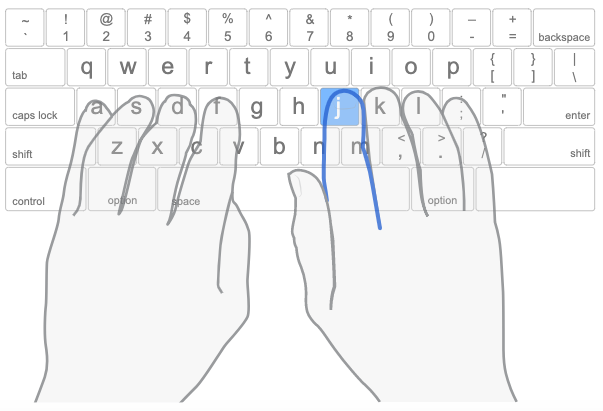 ~ ! @ # $ % ^ & * ( ) – +
` 1 2 3 4 5 6 7 8 9 0 - = backspace
tab q w e r t y u i o p { [ } ] | \
caps lock a s d f g h j k l : ; " ' enter
shift z x c v b n m < , > . ? / shift
control option space option